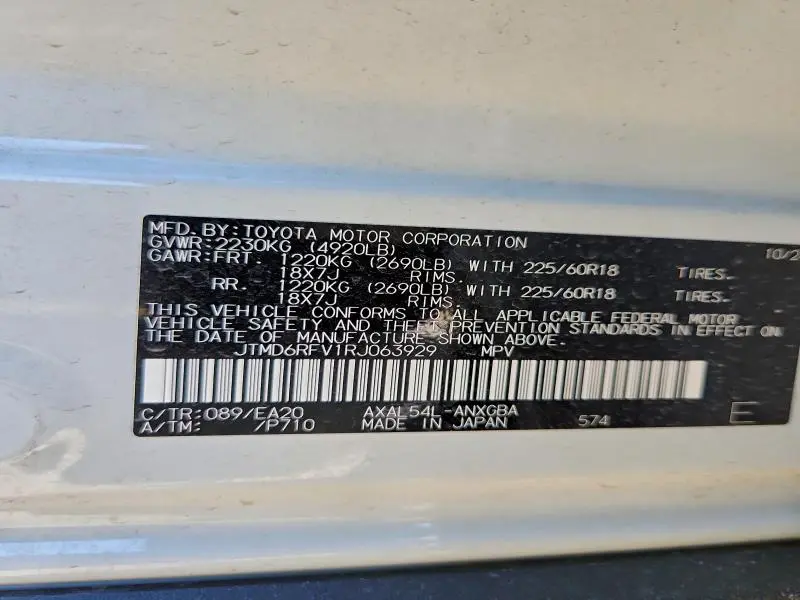 MFD. BY: TOYOTA MOTOR CORPORATION
GVWR: 2230KG (4920LB) 10/2
GAWR: FRT. 1220KG (2690LB) WITH 225/60R18 TIRES.
18X7J RIMS.
RR. 1220KG (2690LB) WITH 225/60R18 TIRES.
18X7J RIMS.
THIS VEHICLE CONFORMS TO ALL APPLICABLE FEDERAL MOTOR
VEHICLE SAFETY AND THEFT PREVENTION STANDARDS IN EFFECT ON
THE DATE OF MANUFACTURE SHOWN ABOVE.
JTMD6RFV1RJ063929 MPV
C/TR: 089/EA20 AXAL54L-ANXGBA
A/TM: /P710 MADE IN JAPAN 574 E